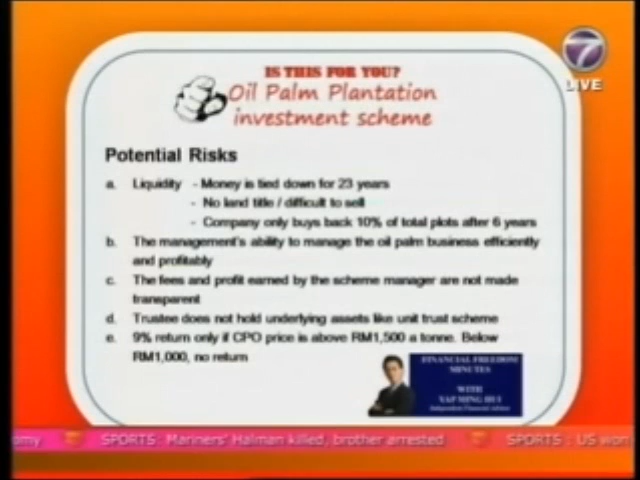 7
LIVE
IS THIS FOR YOU?
Oil Palm Plantation
investment scheme
Potential Risks
a. Liquidity - Money is tied down for 23 years
- No land title / difficult to sell
- Company only buys back 10% of total plots after 6 years
b. The management's ability to manage the oil palm business efficiently
and profitably
c. The fees and profit earned by the scheme manager are not made
transparent
d. Trustee does not hold underlying assets like unit trust scheme
e. 9% return only if CPO price is above RM1,500 a tonne. Below
RM1,000, no return
FINANCIAL FREEDOM
MINUTES
WITH
YAP MING HUI
Independent Financial Advisor
omy SPORTS: Mariners' Halman killed, brother arrested SPORTS : US won